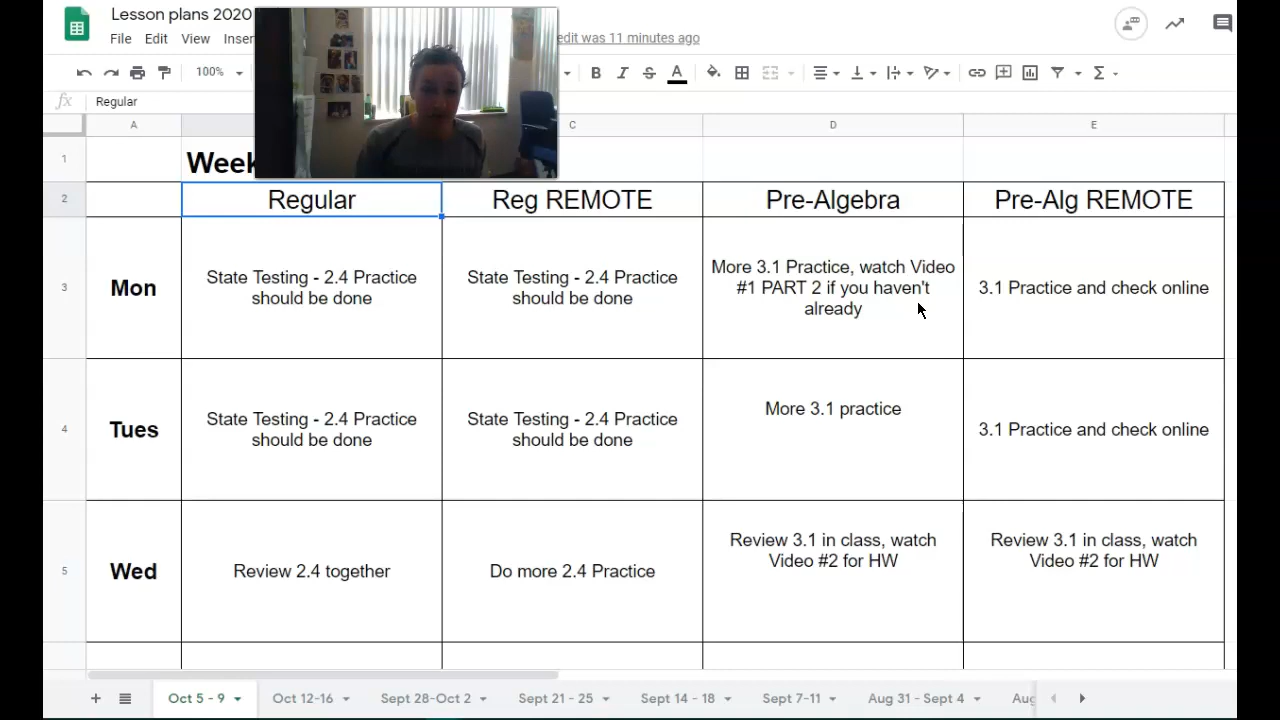 Lesson plans 2020
File Edit View Inser
edit was 11 minutes ago
100%
B I S A
fx Regular
A C D E
1 Week
2 Regular Reg REMOTE Pre-Algebra Pre-Alg REMOTE
3 Mon
State Testing - 2.4 Practice
should be done
State Testing - 2.4 Practice
should be done
More 3.1 Practice, watch Video
#1 PART 2 if you haven't
already
3.1 Practice and check online
4 Tues
State Testing - 2.4 Practice
should be done
State Testing - 2.4 Practice
should be done
More 3.1 practice
3.1 Practice and check online
5 Wed
Review 2.4 together
Do more 2.4 Practice
Review 3.1 in class, watch
Video #2 for HW
Review 3.1 in class, watch
Video #2 for HW
Oct 5 - 9 Oct 12-16 Sept 28-Oct 2 Sept 21 - 25 Sept 14 - 18 Sept 7-11 Aug 31 - Sept 4 Aug